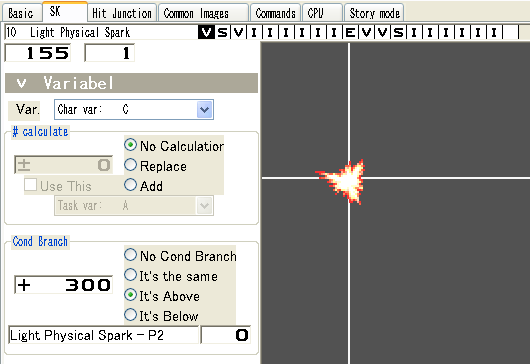 Basic SK Hit Junction Common Images Commands CPU Story mode
10 Light Physical Spark V S V I I I I I I E V V S I I I I I I
155 1
V Variabel
Var. Char var: C
# calculate
± 0
No Calculation
Replace
Use This
Add
Task var: A
Cond Branch
No Cond Branch
+ 300
It's the same
It's Above
It's Below
Light Physical Spark - P2 0